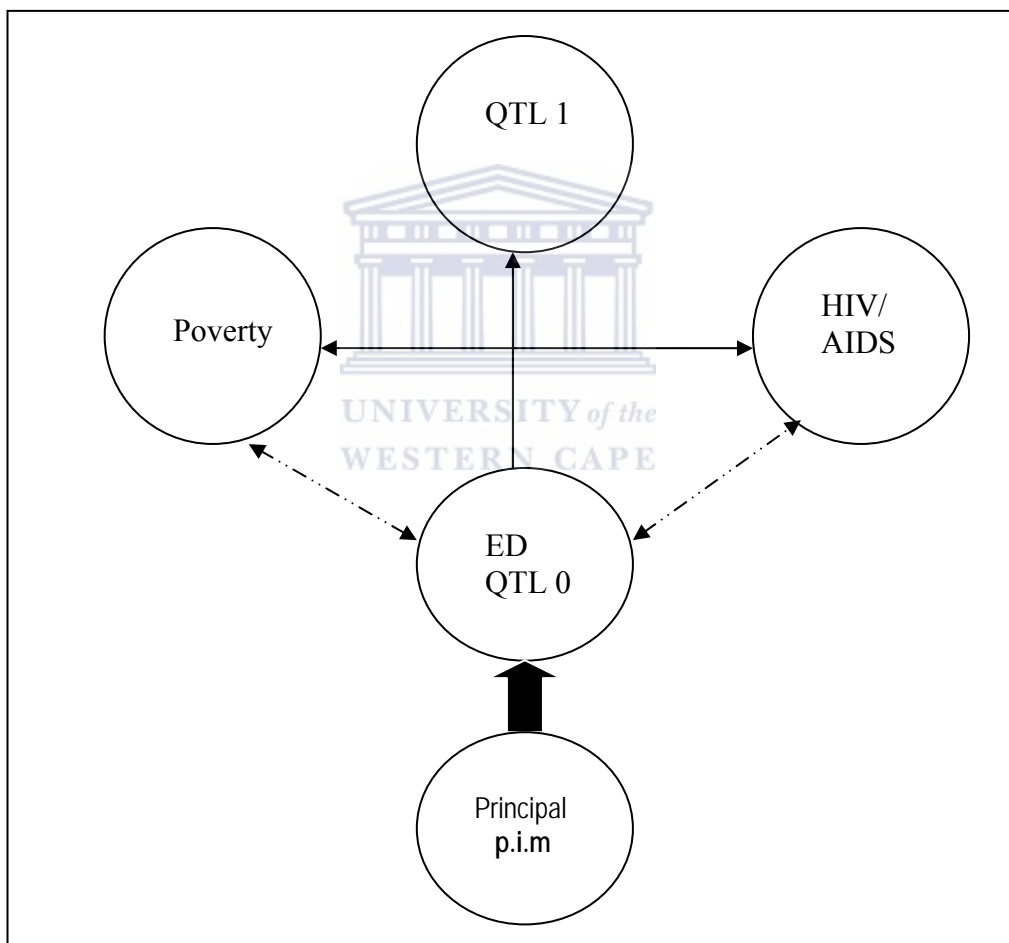 QTL 1
Poverty
HIV/
AIDS
UNIVERSITY of the
WESTERN CAPE
ED
QTL 0
Principal
p.i.m